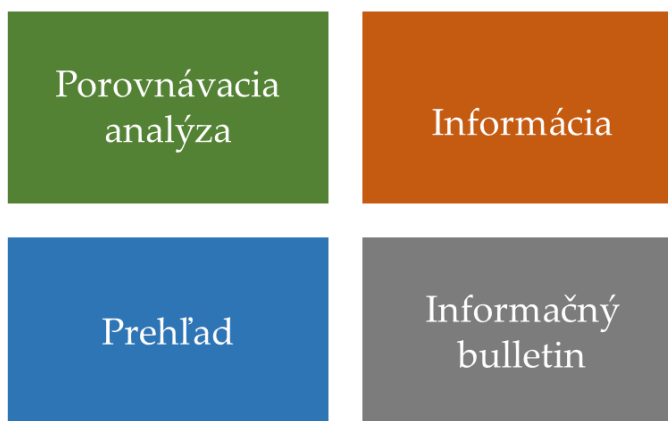 Porovnávacia
analýza
Informácia
Prehľad
Informačný
bulletin